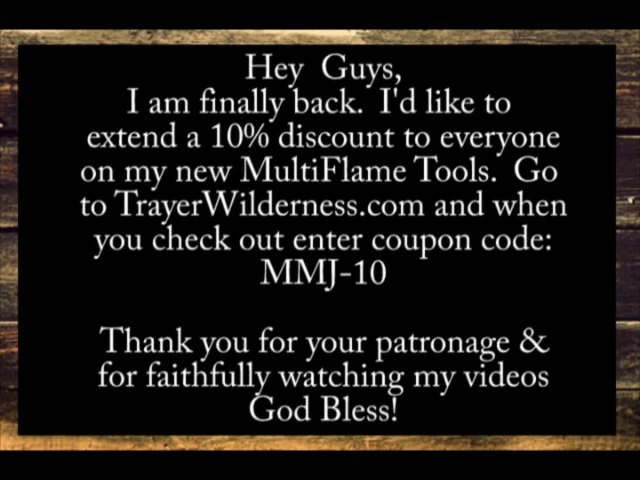 Hey Guys,
I am finally back. I'd like to
extend a 10% discount to everyone
on my new MultiFlame Tools. Go
to TrayerWilderness.com and when
you check out enter coupon code:
MMJ-10
Thank you for your patronage &
for faithfully watching my videos
God Bless!